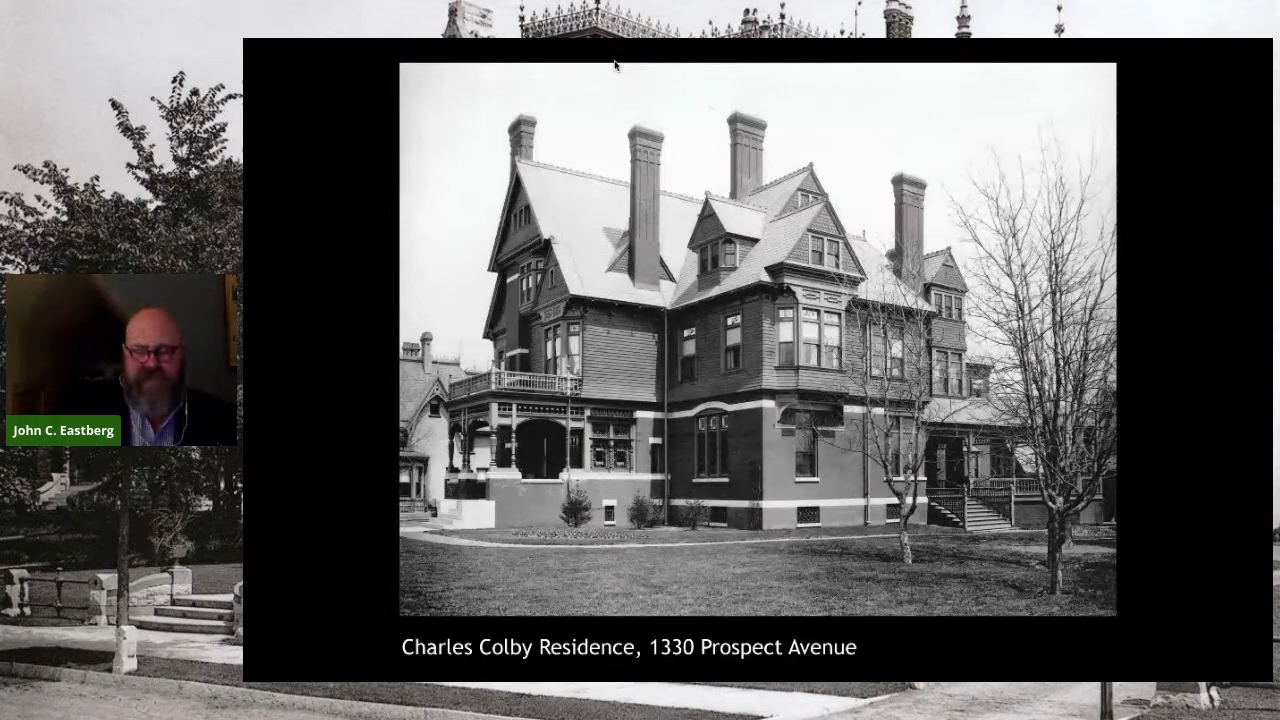 John C. Eastberg
Charles Colby Residence, 1330 Prospect Avenue